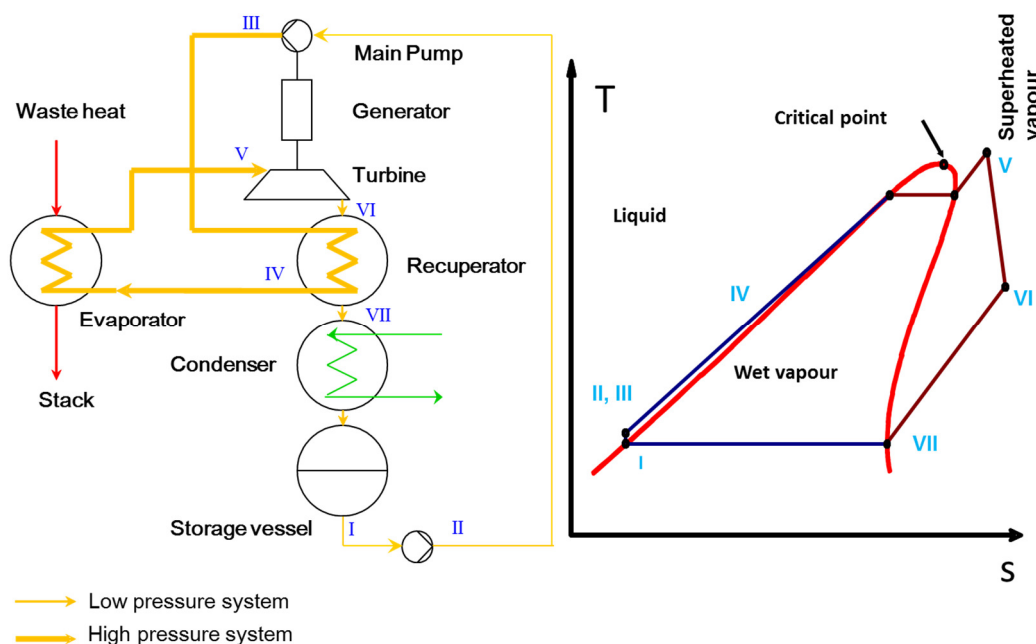 III
Main Pump
Waste heat
Generator
V
Turbine
VI
IV
Recuperator
Evaporator
VII
Condenser
Stack
Storage vessel
I
II
Low pressure system
High pressure system
T
Critical point
Superheated
vapour
V
Liquid
IV
VI
Wet vapour
II, III
I
VII
S